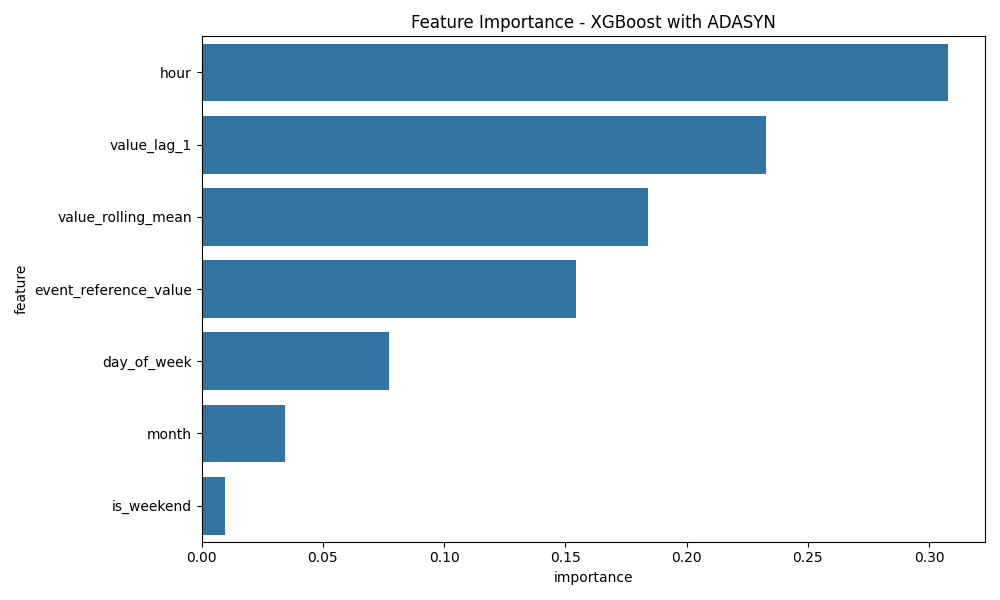 Feature Importance - XGBoost with ADASYN
feature
hour
value_lag_1
value_rolling_mean
event_reference_value
day_of_week
month
is_weekend
0.00 0.05 0.10 0.15 0.20 0.25 0.30
importance